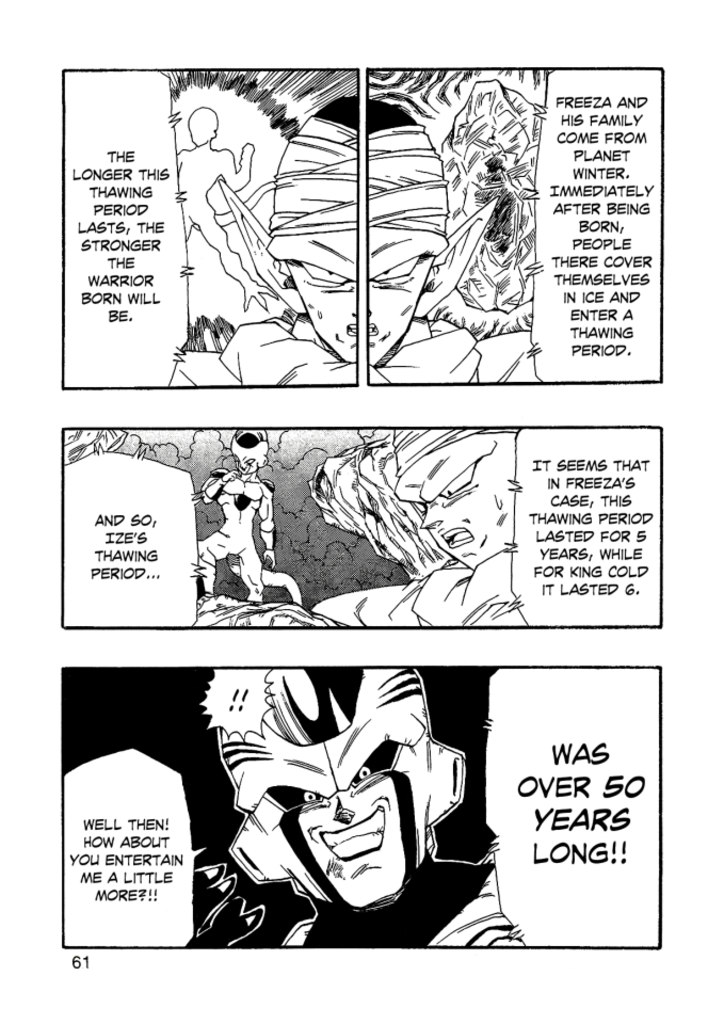 FREEZA AND
HIS FAMILY
COME FROM
PLANET
WINTER.
IMMEDIATELY
AFTER BEING
BORN,
PEOPLE
THERE COVER
THEMSELVES
IN ICE AND
ENTER A
THAWING
PERIOD.
THE
LONGER THIS
THAWING
PERIOD
LASTS, THE
STRONGER
THE
WARRIOR
BORN WILL
BE.
IT SEEMS THAT
IN FREEZA'S
CASE, THIS
THAWING PERIOD
LASTED FOR 5
YEARS, WHILE
FOR KING COLD
IT LASTED 6.
AND SO,
IZE'S
THAWING
PERIOD...
WAS
OVER 50
YEARS
LONG!!
!!
WELL THEN!
HOW ABOUT
YOU ENTERTAIN
ME A LITTLE
MORE?!!
61